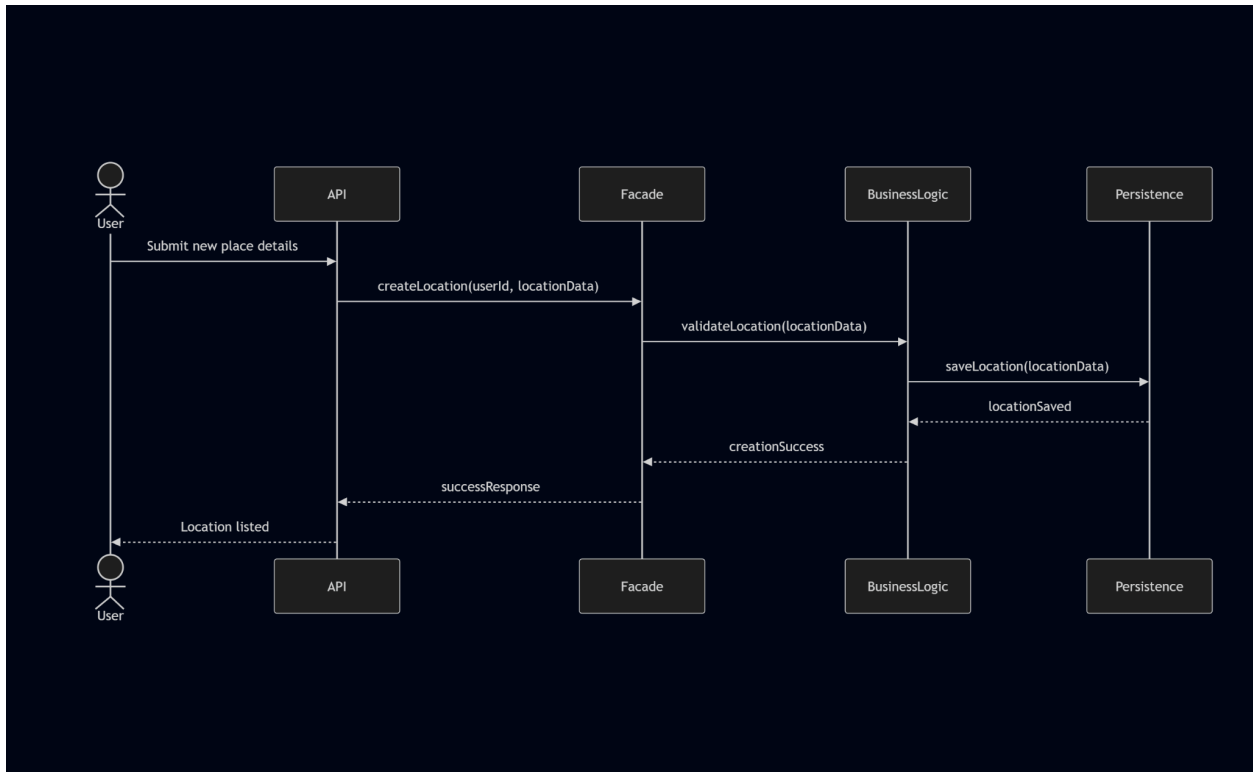 API
Facade
BusinessLogic
Persistence
User
Submit new place details
createLocation(userId, locationData)
validateLocation(locationData)
saveLocation(locationData)
locationSaved
creationSuccess
successResponse
Location listed
API
Facade
BusinessLogic
Persistence
User